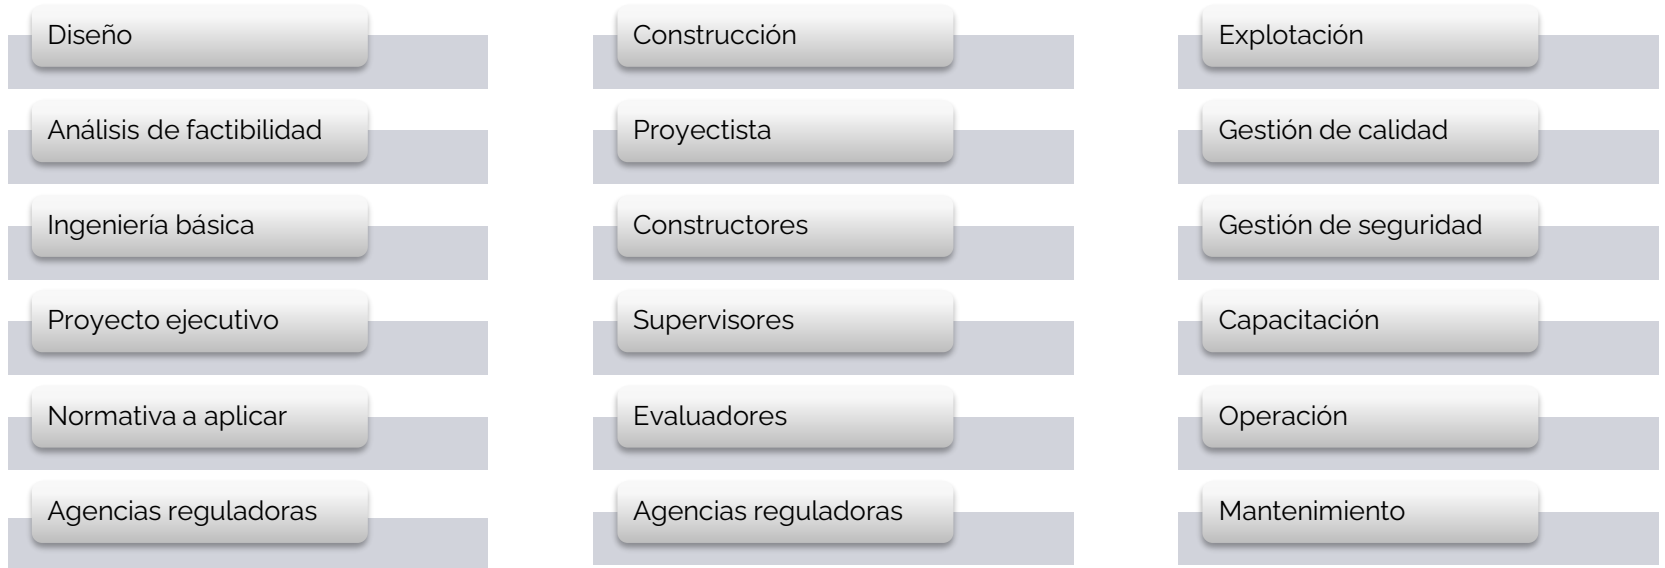 Diseño
Análisis de factibilidad
Ingeniería básica
Proyecto ejecutivo
Normativa a aplicar
Agencias reguladoras
Construcción
Proyectista
Constructores
Supervisores
Evaluadores
Agencias reguladoras
Explotación
Gestión de calidad
Gestión de seguridad
Capacitación
Operación
Mantenimiento